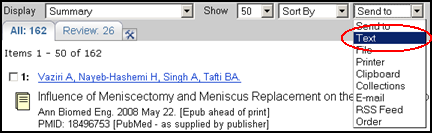 Display Summary Show 50 Sort By Send to
All: 162 Review: 26
Send to
Text
File
Printer
Clipboard
Collections
E-mail
RSS Feed
Order
Items 1 - 50 of 162
1: Vaziri A, Nayeb-Hashemi H, Singh A, Tafti BA.
Influence of Meniscectomy and Meniscus Replacement on the
Ann Biomed Eng. 2008 May 22. [Epub ahead of print]
PMID: 18496753 [PubMed - as supplied by publisher]